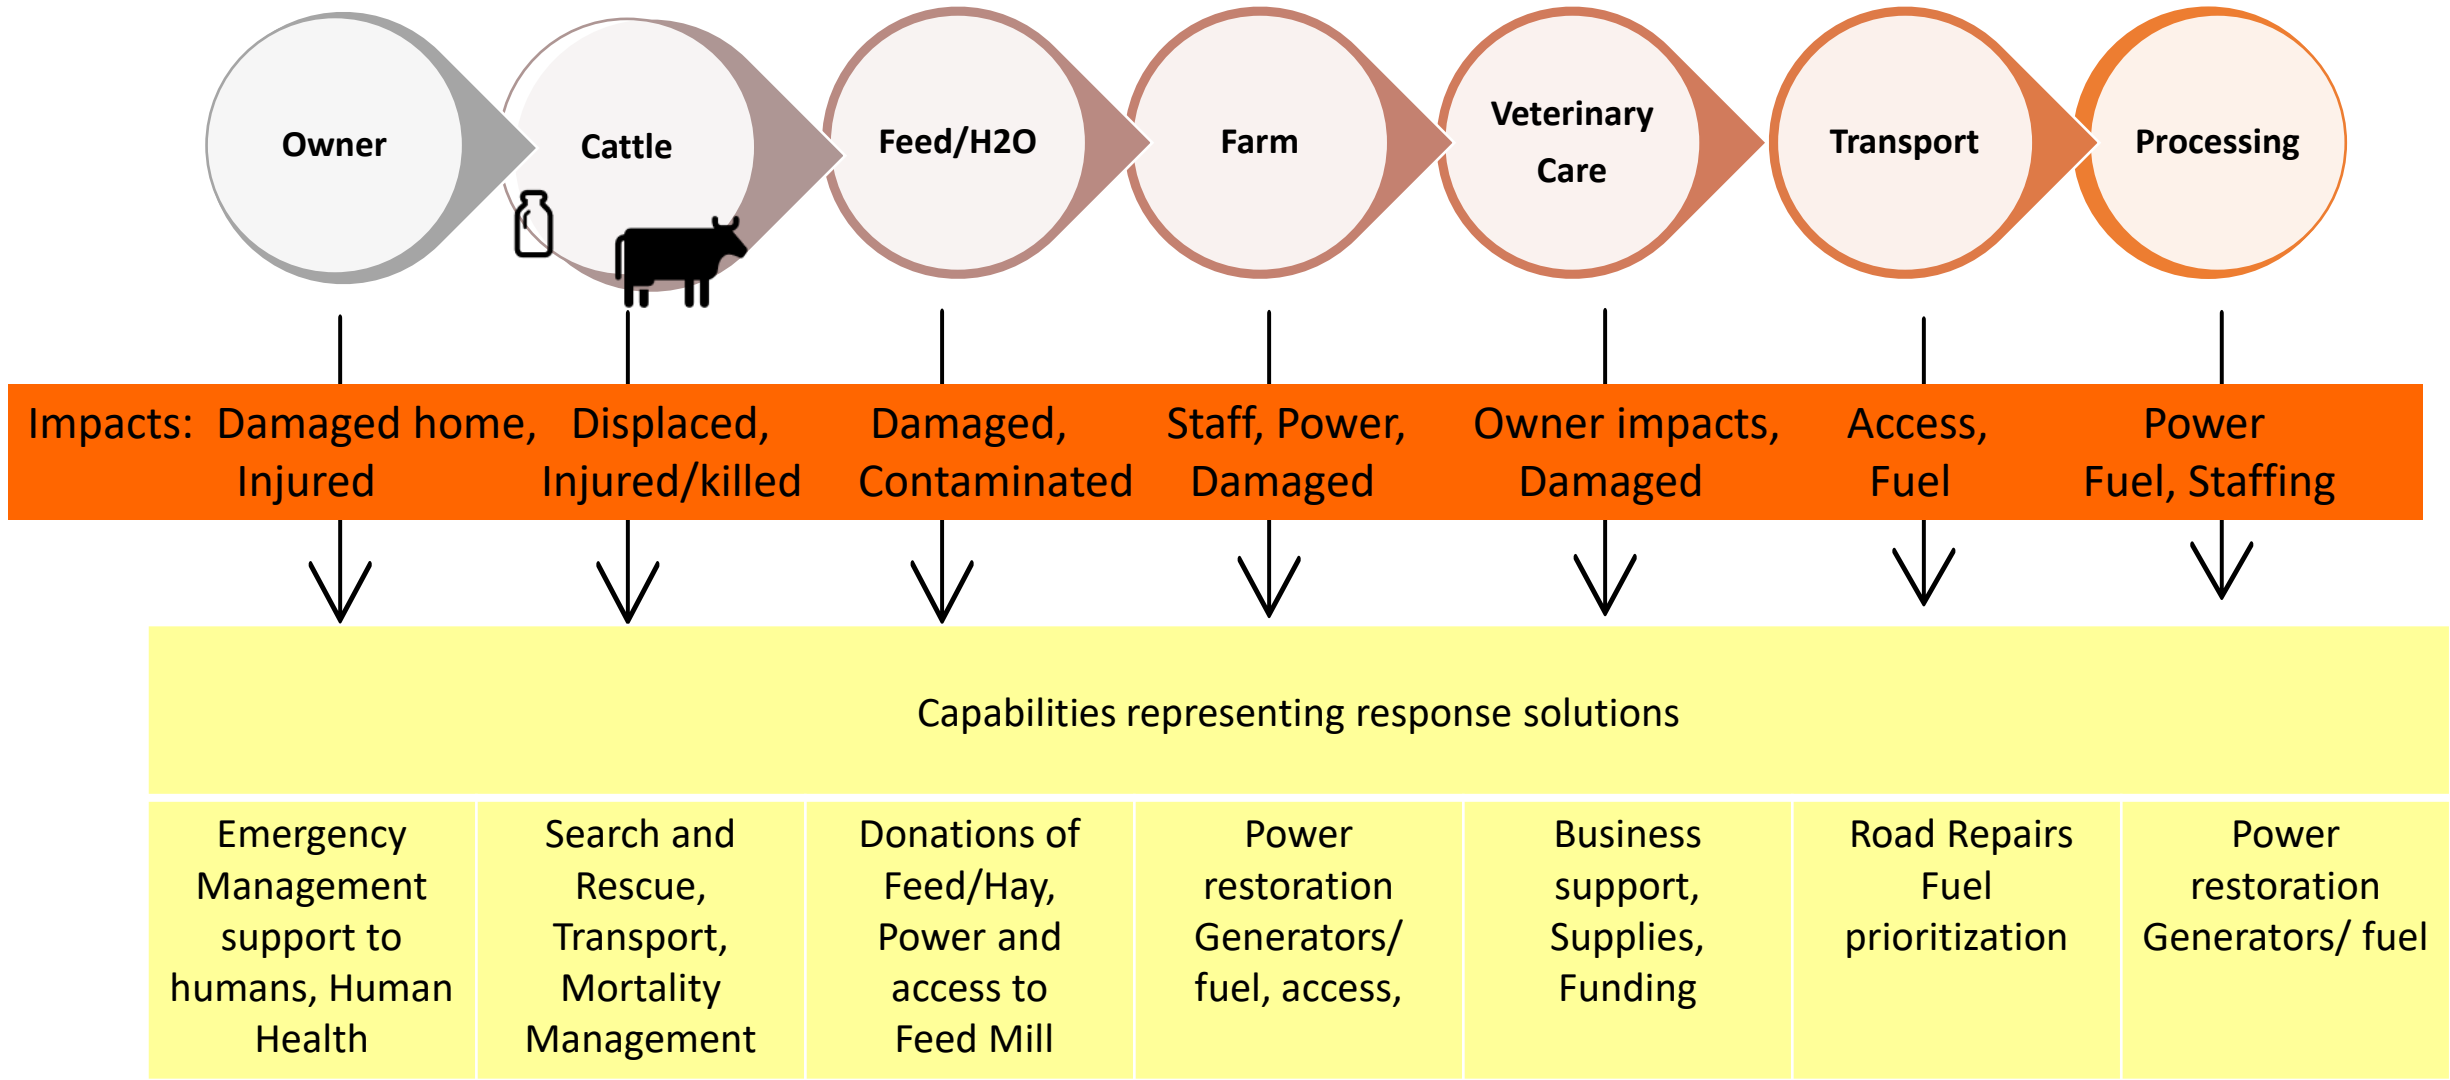 Owner
Cattle
Feed/H2O
Farm
Veterinary
Care
Transport
Processing
Impacts: Damaged home,
Injured
Displaced,
Injured/killed
Damaged,
Contaminated
Staff, Power,
Damaged
Owner impacts,
Damaged
Access,
Fuel
Power
Fuel, Staffing
Capabilities representing response solutions
Emergency
Management
support to
humans, Human
Health
Search and
Rescue,
Transport,
Mortality
Management
Donations of
Feed/Hay,
Power and
access to
Feed Mill
Power
restoration
Generators/
fuel, access,
Business
support,
Supplies,
Funding
Road Repairs
Fuel
prioritization
Power
restoration
Generators/ fuel